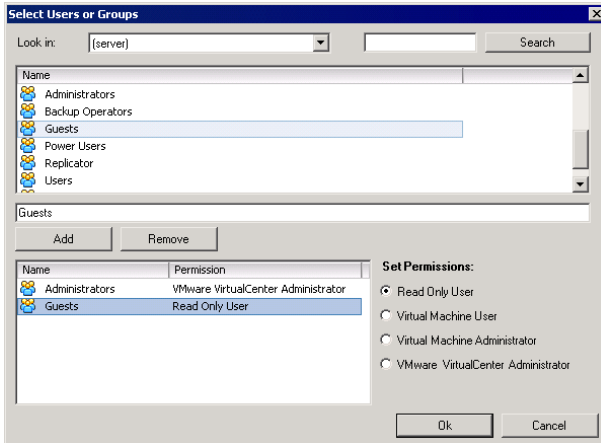 Select Users or Groups
Look in: (server) Search
Name
Administrators
Backup Operators
Guests
Power Users
Replicator
Users
Guests
Add Remove
Name Permission
Administrators VMware VirtualCenter Administrator
Guests Read Only User
Set Permissions:
Read Only User
Virtual Machine User
Virtual Machine Administrator
VMware VirtualCenter Administrator
Ok Cancel